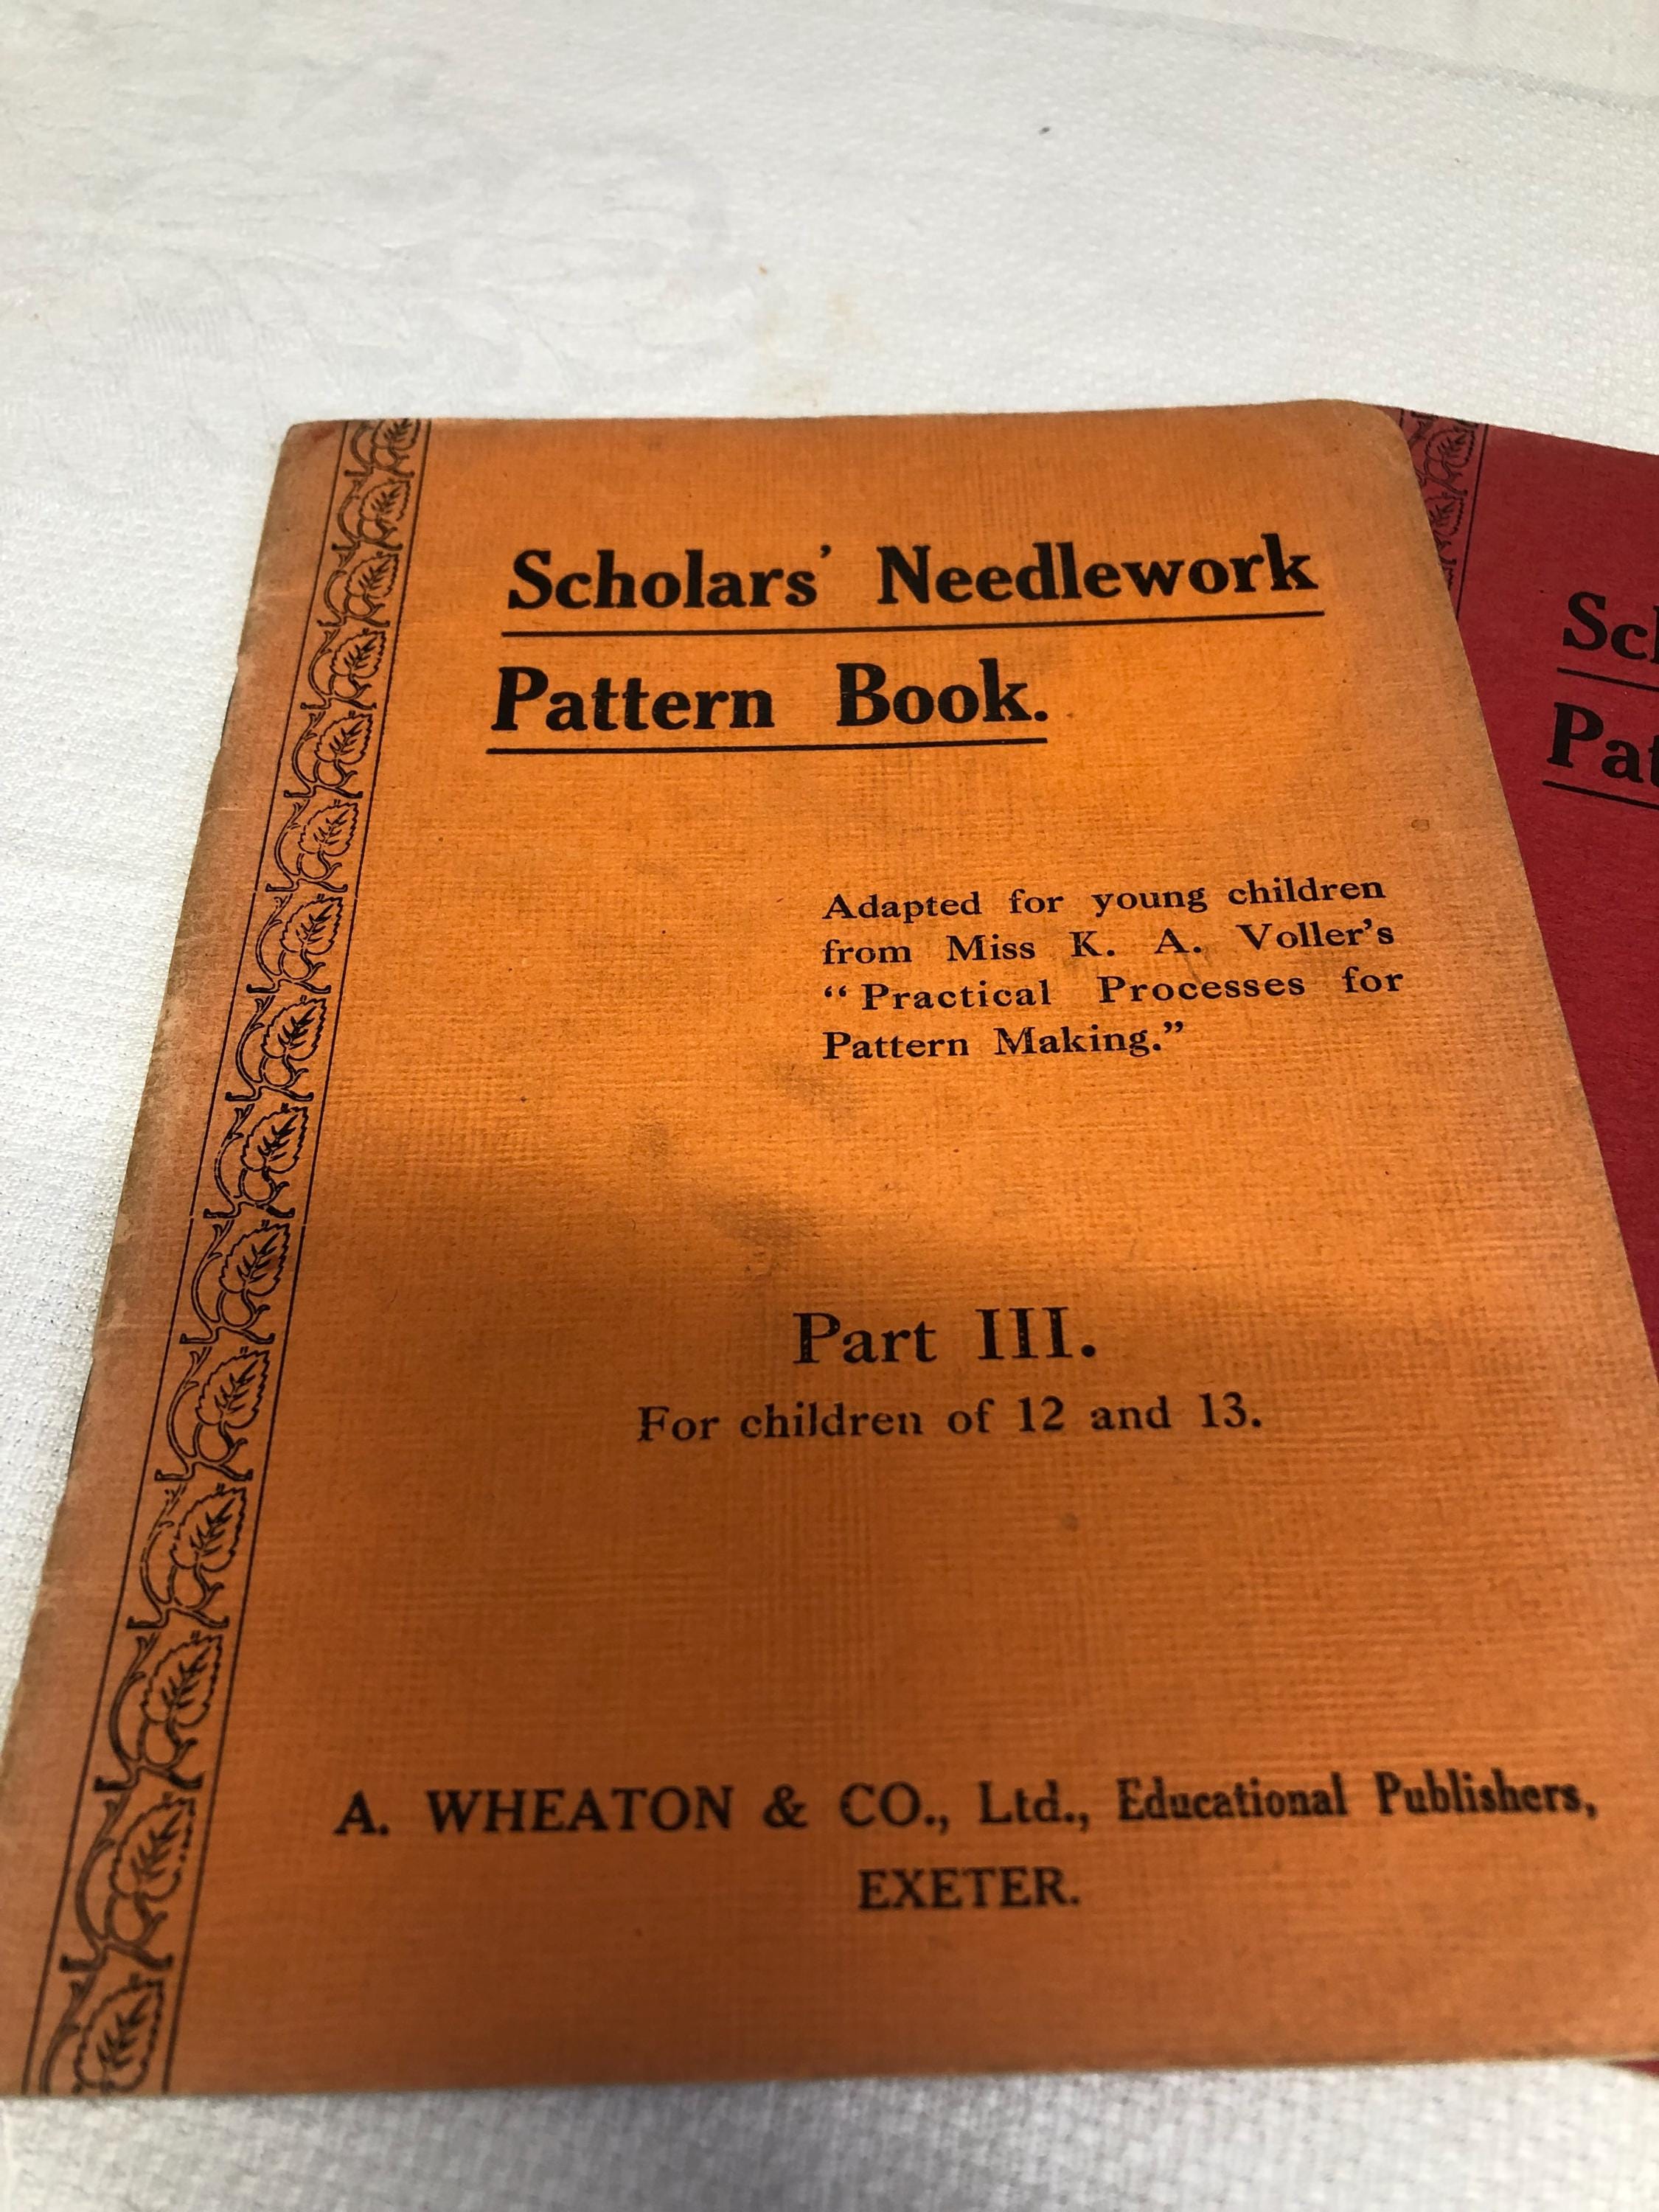 Scholars' Needlework
Pattern Book.
Adapted for young children
from Miss K. A. Voller's
“Practical Processes for
Pattern Making.”
Part III.
For children of 12 and 13.
A. WHEATON & CO., Ltd., Educational Publishers,
EXETER.